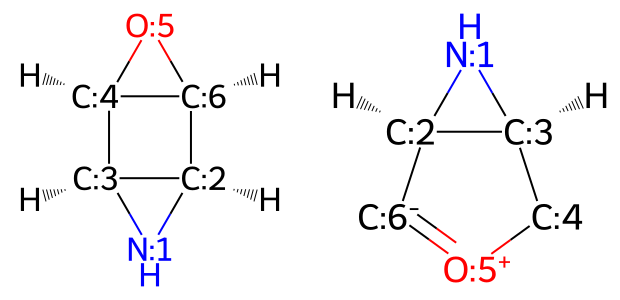 O:5
H C:4 C:6 H
H C:3 C:2 H
N:1
H
H
N:1
H C:2 C:3 H
C:6- C:4
O:5+